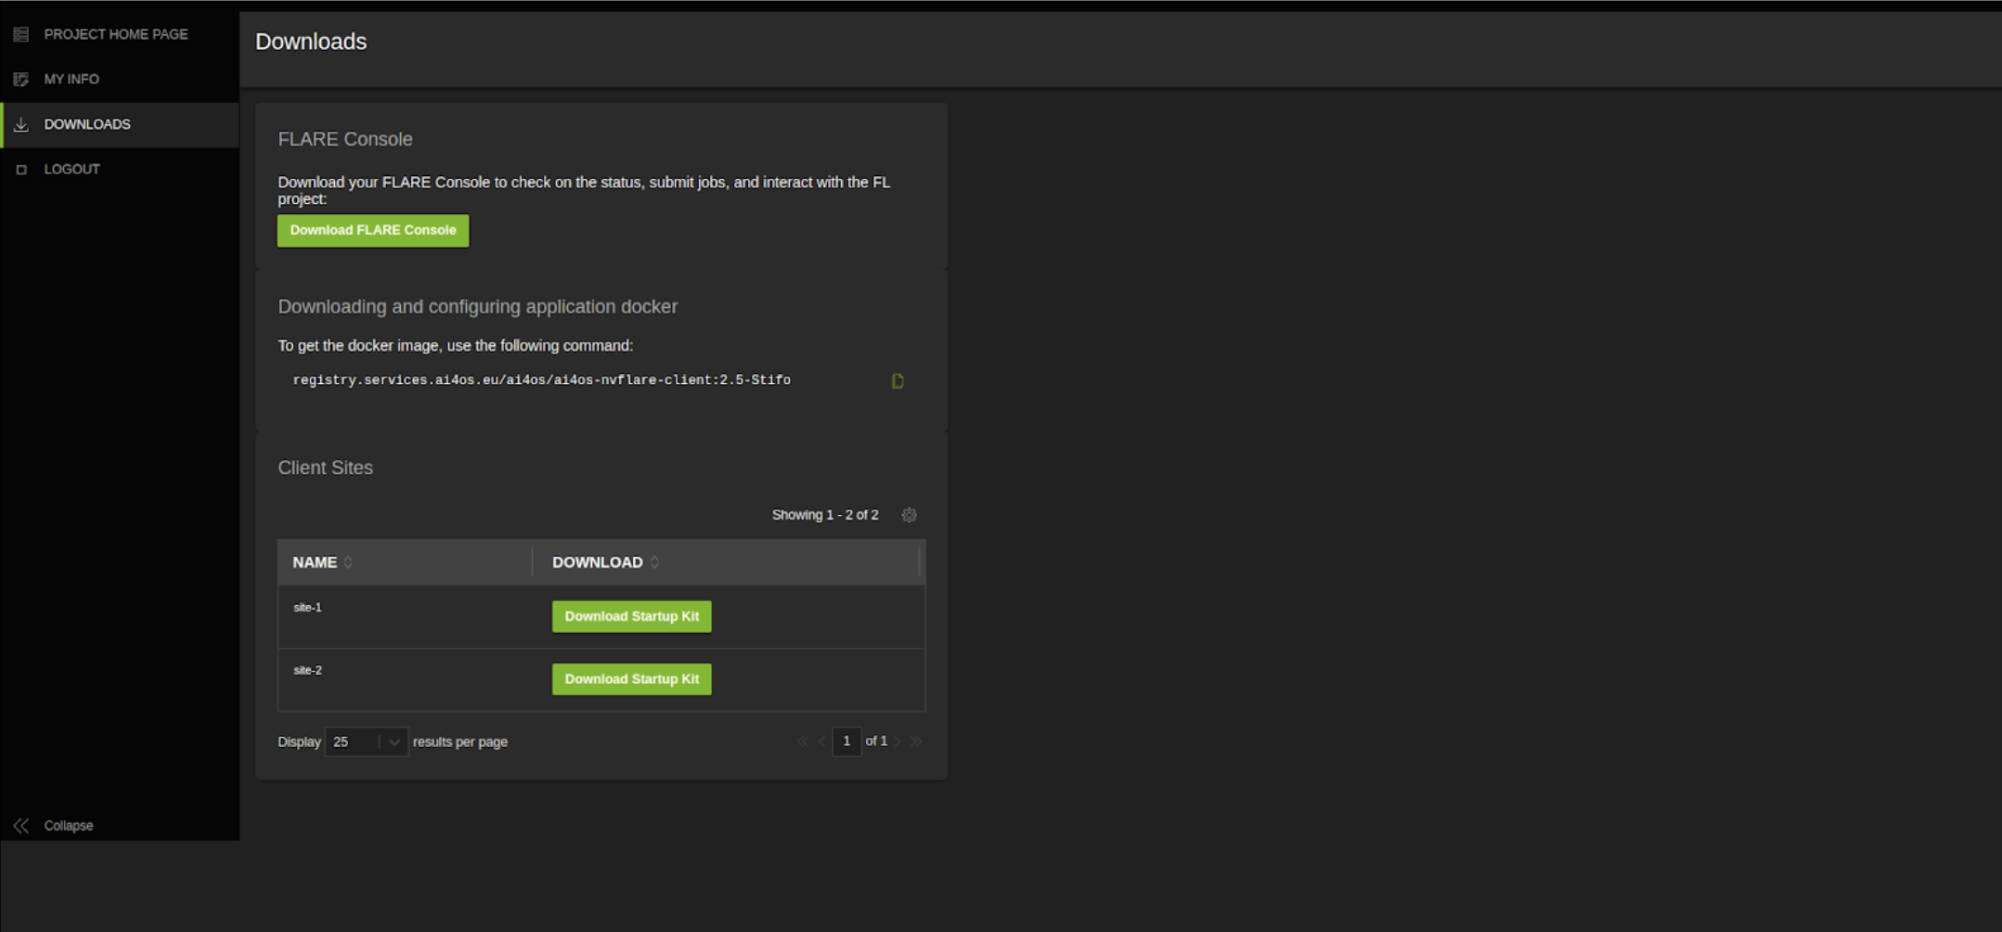 PROJECT HOME PAGE
MY INFO
DOWNLOADS
LOGOUT
Collapse
Downloads
FLARE Console
Download your FLARE Console to check on the status, submit jobs, and interact with the FL
project:
Download FLARE Console
Downloading and configuring application docker
To get the docker image, use the following command:
registry.services.ai4os.eu/ai4os/ai4os-nvflare-client:2.5-Stifo
Client Sites
Showing 1 - 2 of 2
NAME DOWNLOAD
site-1 Download Startup Kit
site-2 Download Startup Kit
Display 25 results per page 1 of 1